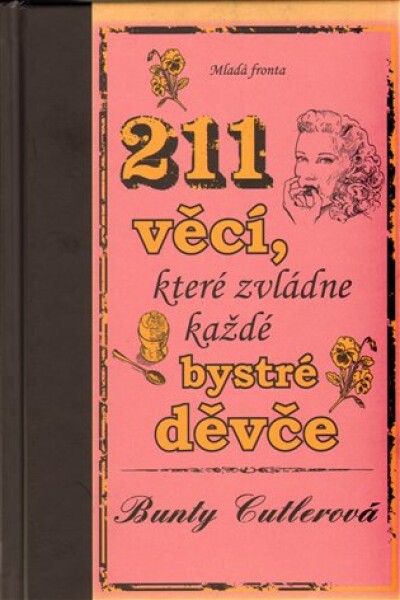 Mladá fronta
211
věcí,
které zvládne
každé
bystré
děvče
Bunty Cutlerová